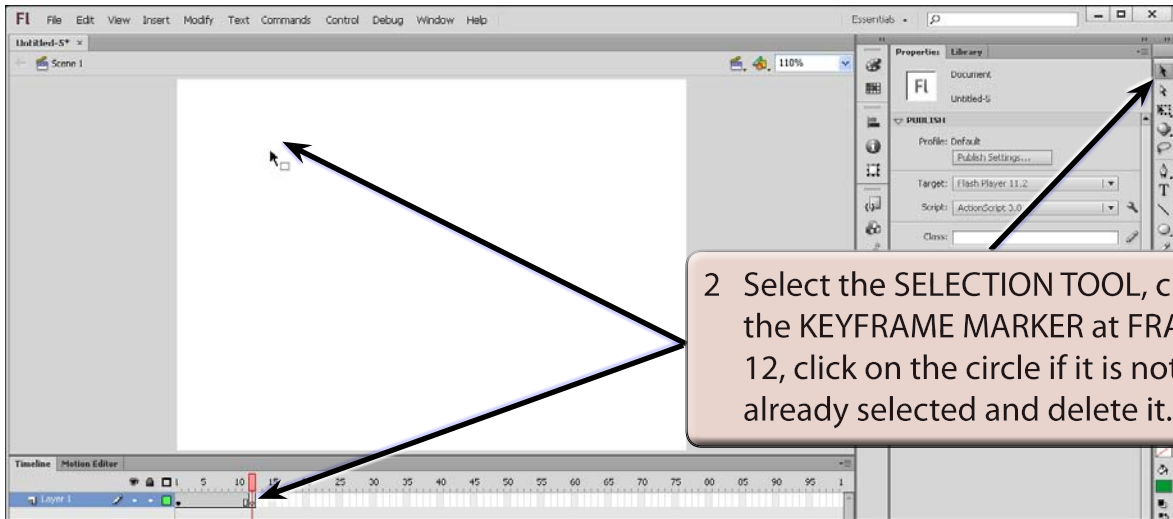 Fl File Edit View Insert Modify Text Commands Control Debug Window Help Essentials
Untitled-5* ×
Scene 1 110%
Properties Library
Fl Document
Untitled-5
PUBLISH
Profile: Default
Publish Settings...
Target: Flash Player 11.2
Script: ActionScript 3.0
Class:
2 Select the SELECTION TOOL, c
the KEYFRAME MARKER at FRA
12, click on the circle if it is not
already selected and delete it.
Timeline Motion Editor
1 5 10 15 25 30 35 40 45 50 55 60 65 70 75 80 85 90 95 1
Layer 1